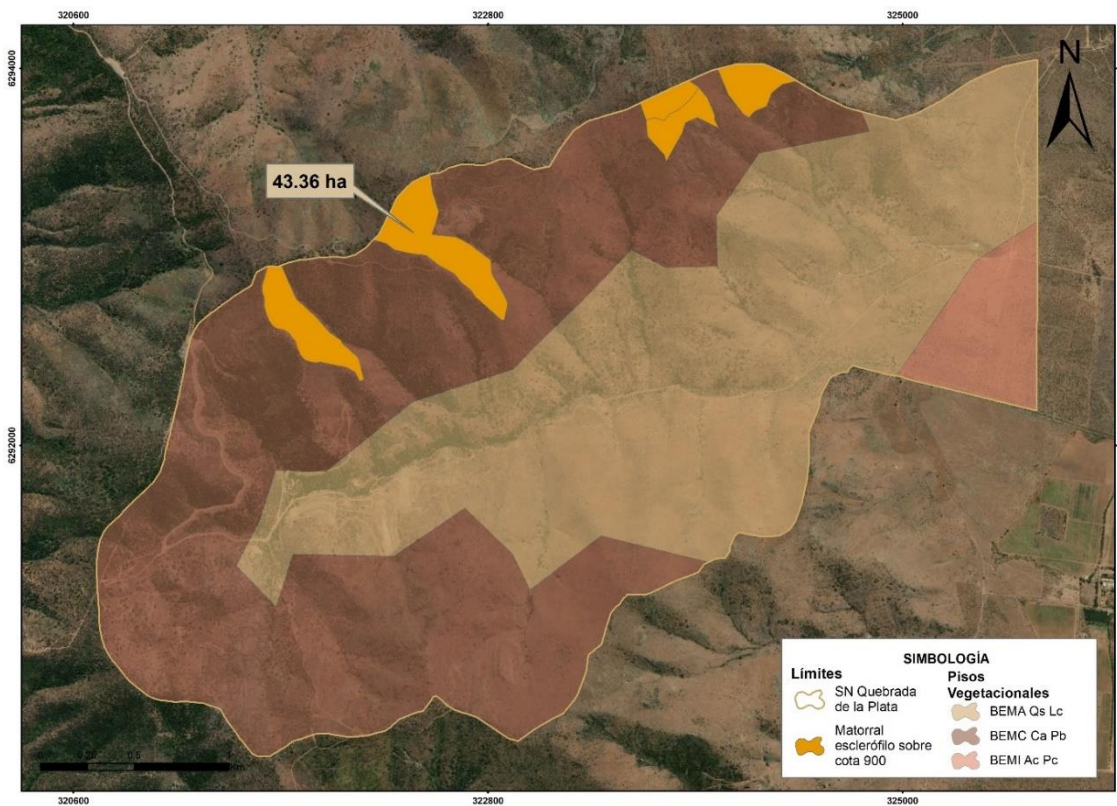 320600
322800
325000
6294000
N
43.36 ha
6292000
SIMBOLOGÍA
Límites
SN Quebrada
de la Plata
Matorral
esclerófilo sobre
cota 900
Pisos
Vegetacionales
BEMA Qs Lc
BEMC Ca Pb
BEMI Ac Pc
320600
322800
325000